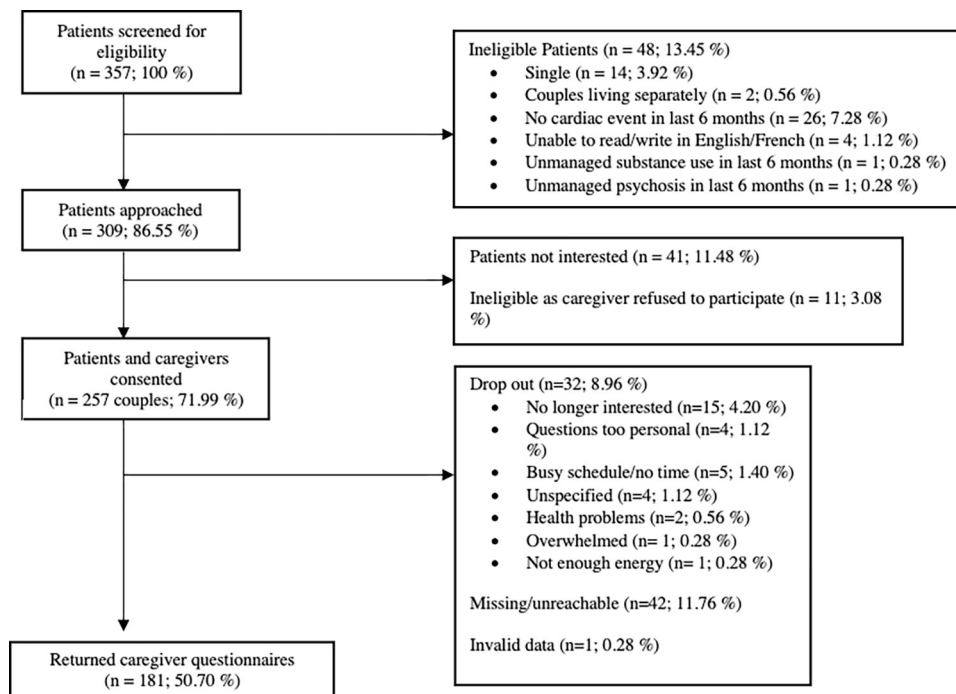 Patients screened for
eligibility
(n = 357; 100 %)
Ineligible Patients (n = 48; 13.45 %)
• Single (n = 14; 3.92 %)
• Couples living separately (n = 2; 0.56 %)
• No cardiac event in last 6 months (n = 26; 7.28 %)
• Unable to read/write in English/French (n = 4; 1.12 %)
• Unmanaged substance use in last 6 months (n = 1; 0.28 %)
• Unmanaged psychosis in last 6 months (n = 1; 0.28 %)
Patients approached
(n = 309; 86.55 %)
Patients not interested (n = 41; 11.48 %)
Ineligible as caregiver refused to participate (n = 11; 3.08
%)
Patients and caregivers
consented
(n = 257 couples; 71.99 %)
Drop out (n=32; 8.96 %)
• No longer interested (n=15; 4.20 %)
• Questions too personal (n=4; 1.12
%)
• Busy schedule/no time (n=5; 1.40 %)
• Unspecified (n=4; 1.12 %)
• Health problems (n=2; 0.56 %)
• Overwhelmed (n= 1; 0.28 %)
• Not enough energy (n= 1; 0.28 %)
Missing/unreachable (n=42; 11.76 %)
Invalid data (n=1; 0.28 %)
Returned caregiver questionnaires
(n = 181; 50.70 %)